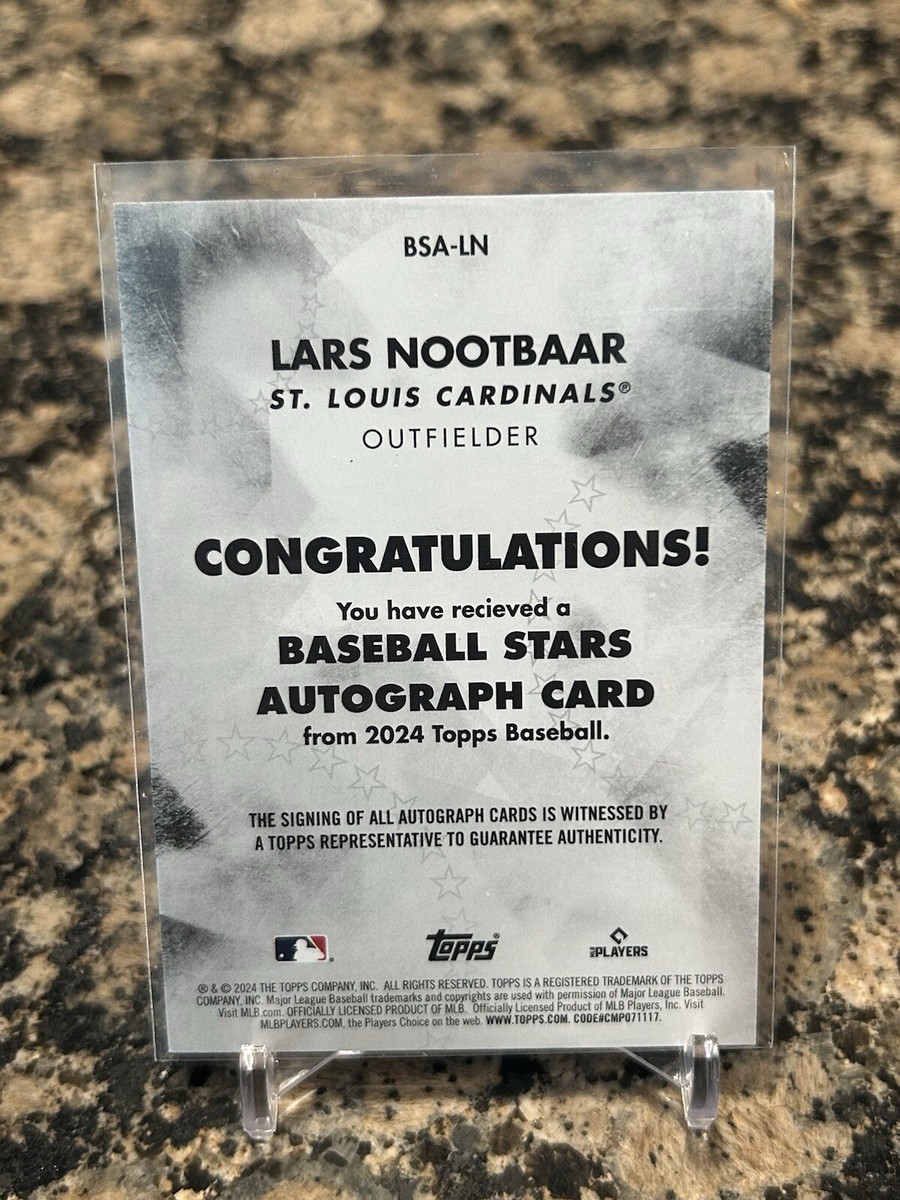 BSA-LN
LARS NOOTBAAR
ST. LOUIS CARDINALS®
OUTFIELDER
CONGRATULATIONS!
You have recieved a
BASEBALL STARS
AUTOGRAPH CARD
from 2024 Topps Baseball.
THE SIGNING OF ALL AUTOGRAPH CARDS IS WITNESSED BY
A TOPPS REPRESENTATIVE TO GUARANTEE AUTHENTICITY.
Topps® MLB PLAYERS
® & © 2024 THE TOPPS COMPANY, INC. ALL RIGHTS RESERVED. TOPPS IS A REGISTERED TRADEMARK OF THE TOPPS
COMPANY, INC. Major League Baseball trademarks and copyrights are used with permission of Major League Baseball.
Visit MLB.com. OFFICIALLY LICENSED PRODUCT OF MLB. Officially Licensed Product of MLB Players, Inc. Visit
MLBPLAYERS.COM, the Players Choice on the web. WWW.TOPPS.COM. CODE#CMP071117.